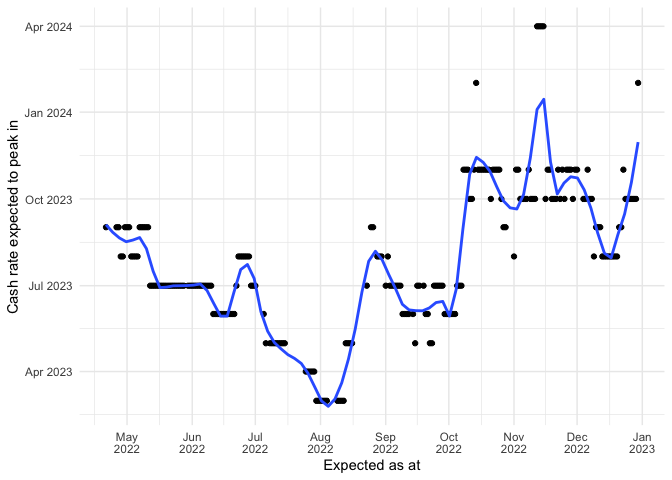 Cash rate expected to peak in
Apr 2024
Jan 2024
Oct 2023
Jul 2023
Apr 2023
May Jun Jul Aug Sep Oct Nov Dec Jan
2022 2022 2022 2022 2022 2022 2022 2022 2023
Expected as at